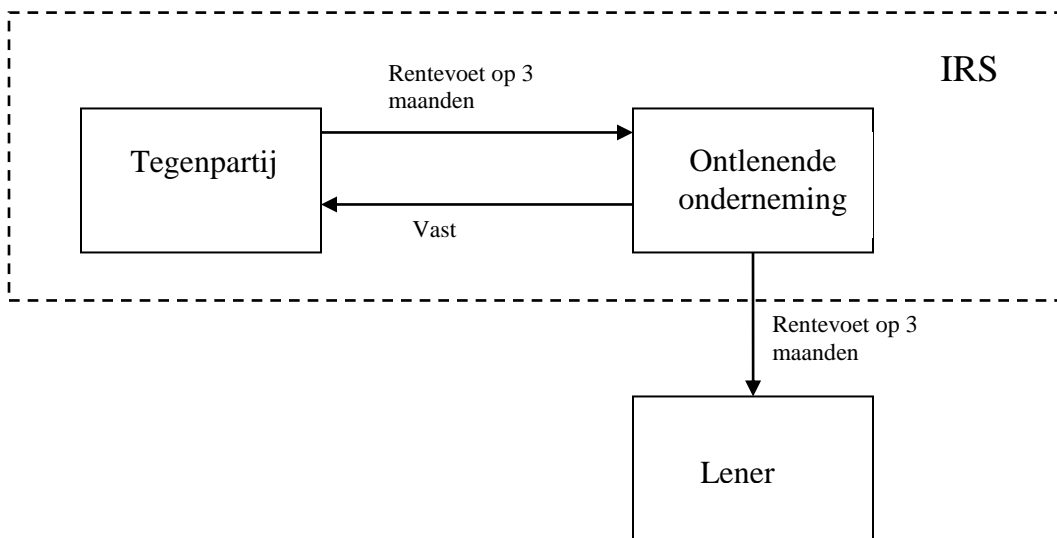 IRS
Rentevoet op 3
maanden
Tegenpartij
Ontlenende
onderneming
Vast
Rentevoet op 3
maanden
Lener